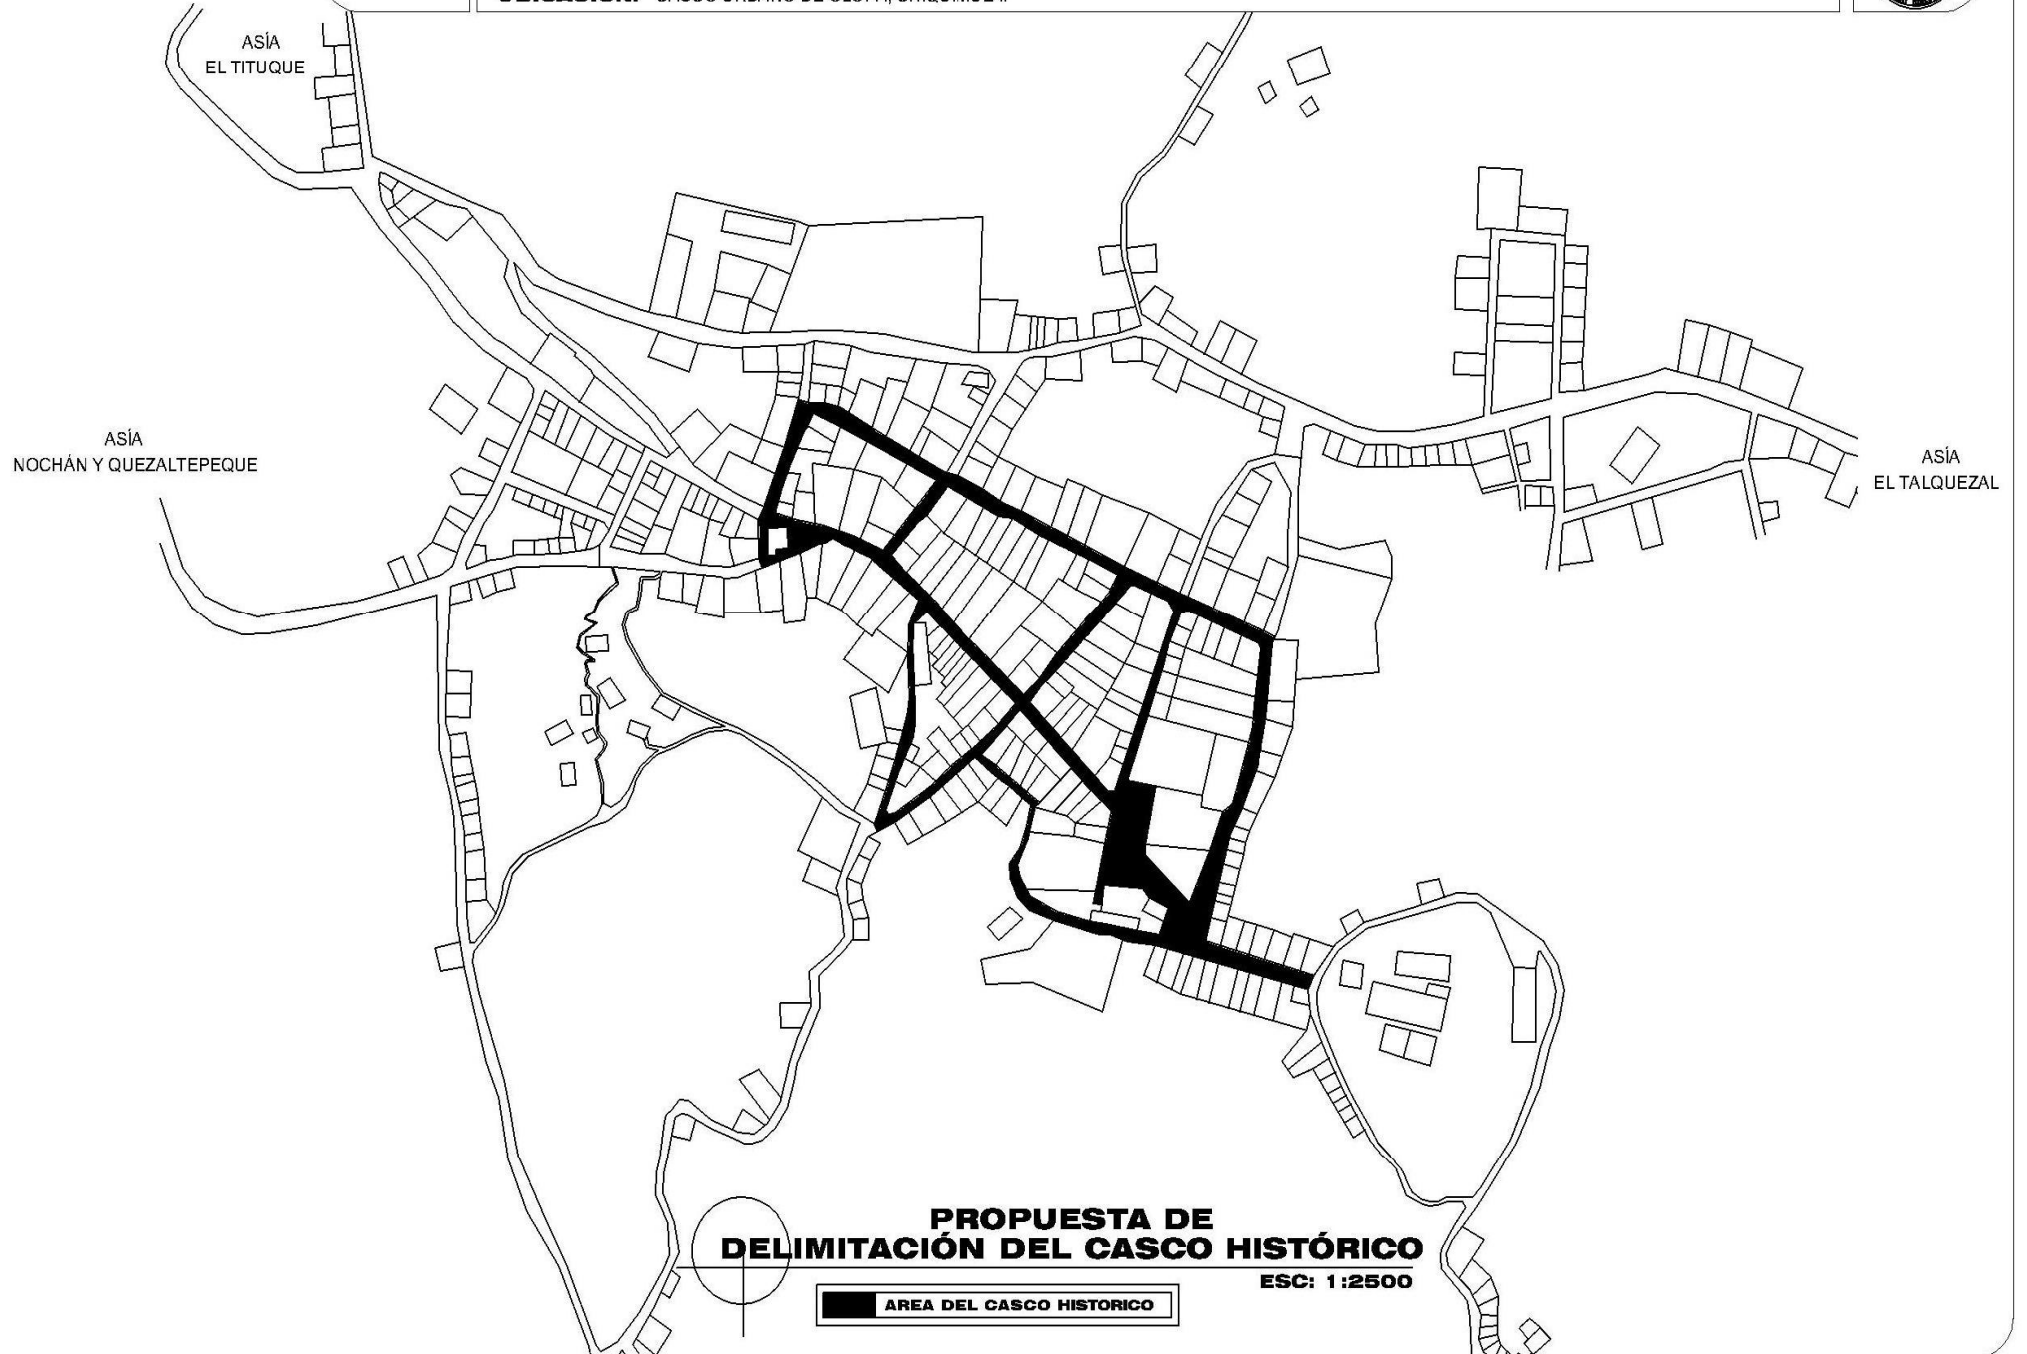 ASÍA
EL TITUQUE
ASÍA
NOCHÁN Y QUEZALTEPEQUE
ASÍA
EL TALQUEZAL
PROPUESTA DE
DELIMITACIÓN DEL CASCO HISTÓRICO
ESC: 1:2500
AREA DEL CASCO HISTORICO